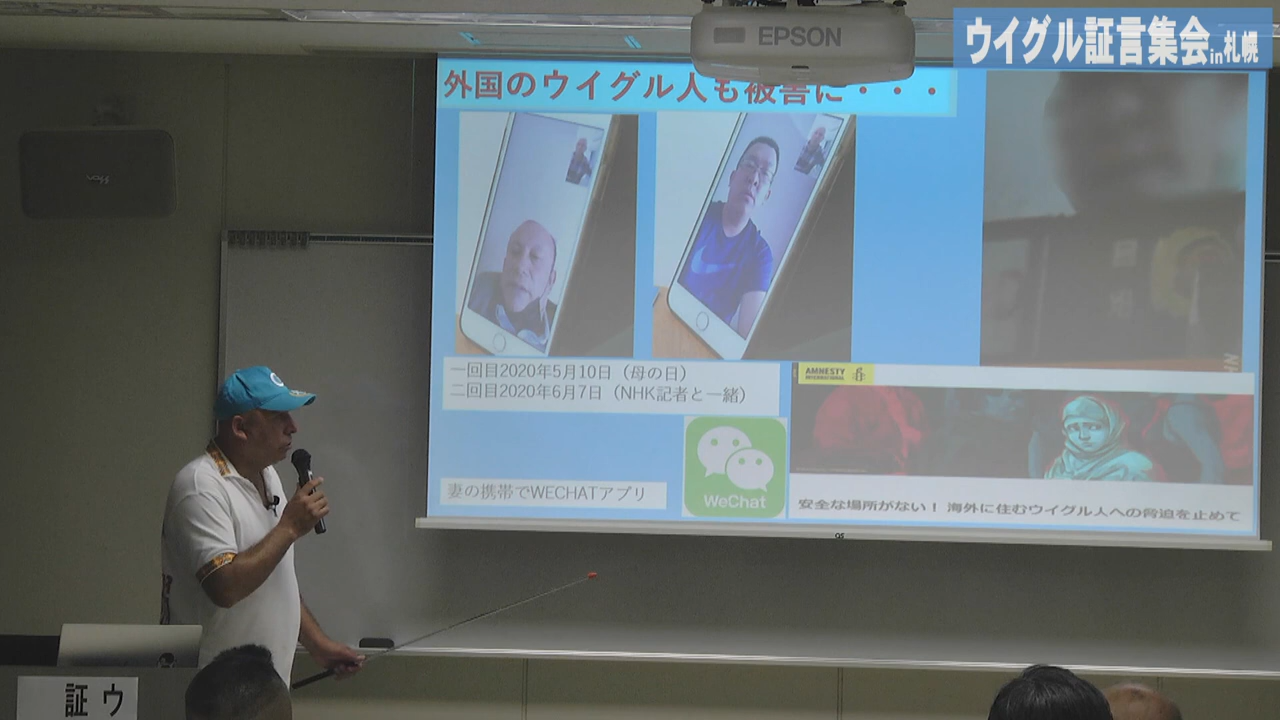 ウイグル証言集会in札幌
EPSON
外国のウイグル人も被害に・・・
一回目2020年5月10日（母の日）
二回目2020年6月7日（NHK記者と一緒）
AMNESTY
INTERNATIONAL
WeChat
妻の携帯でWECHATアプリ
安全な場所がない！ 海外に住むウイグル人への脅迫を止めて
証 ウ